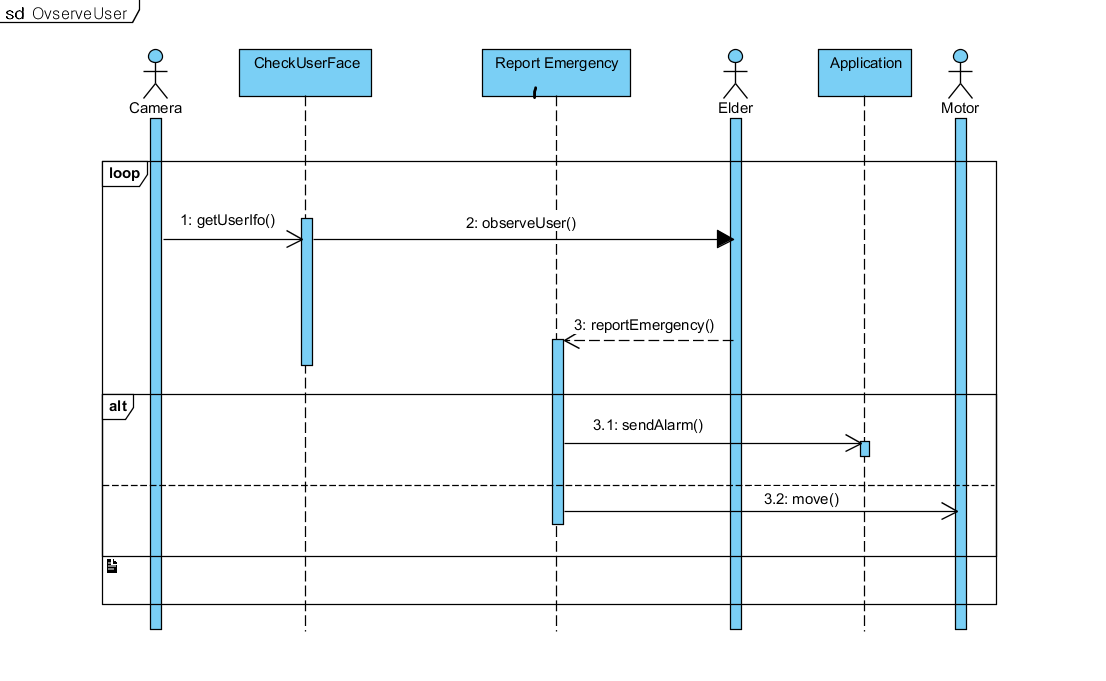 sd OvserveUser
Camera
CheckUserFace
Report Emergency
Elder
Application
Motor
loop
1: getUserIfo()
2: observeUser()
3: reportEmergency()
alt
3.1: sendAlarm()
3.2: move()